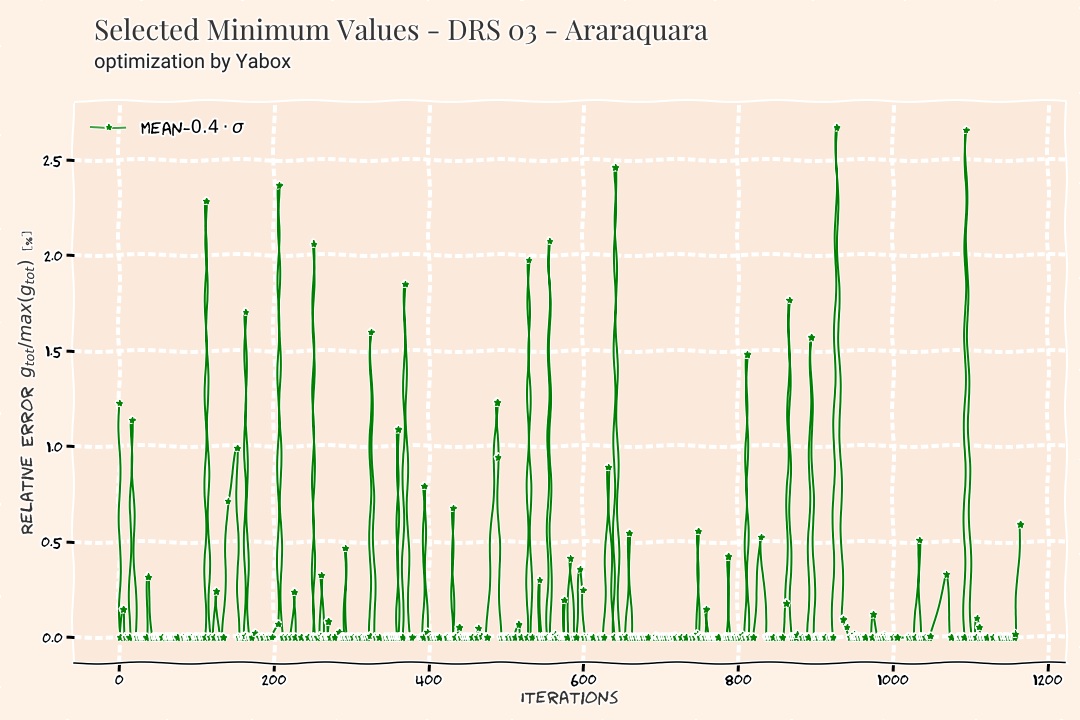 Selected Minimum Values - DRS 03 - Araraquara
optimization by Yabox
MEAN-0.4 · σ
RELATIVE ERROR g_tot/max(g_tot) [%]
2.5
2.0
1.5
1.0
0.5
0.0
0 200 400 600 800 1000 1200
ITERATIONS